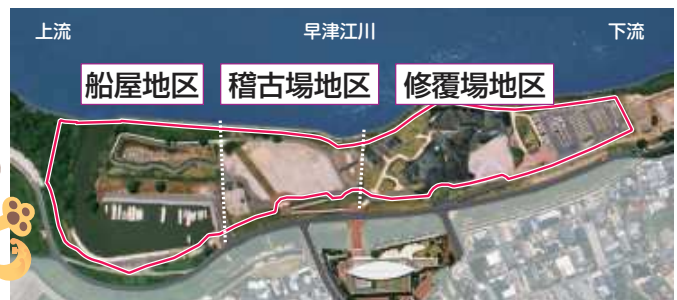 上流
早津江川
下流
船屋地区
稽古場地区
修覆場地区